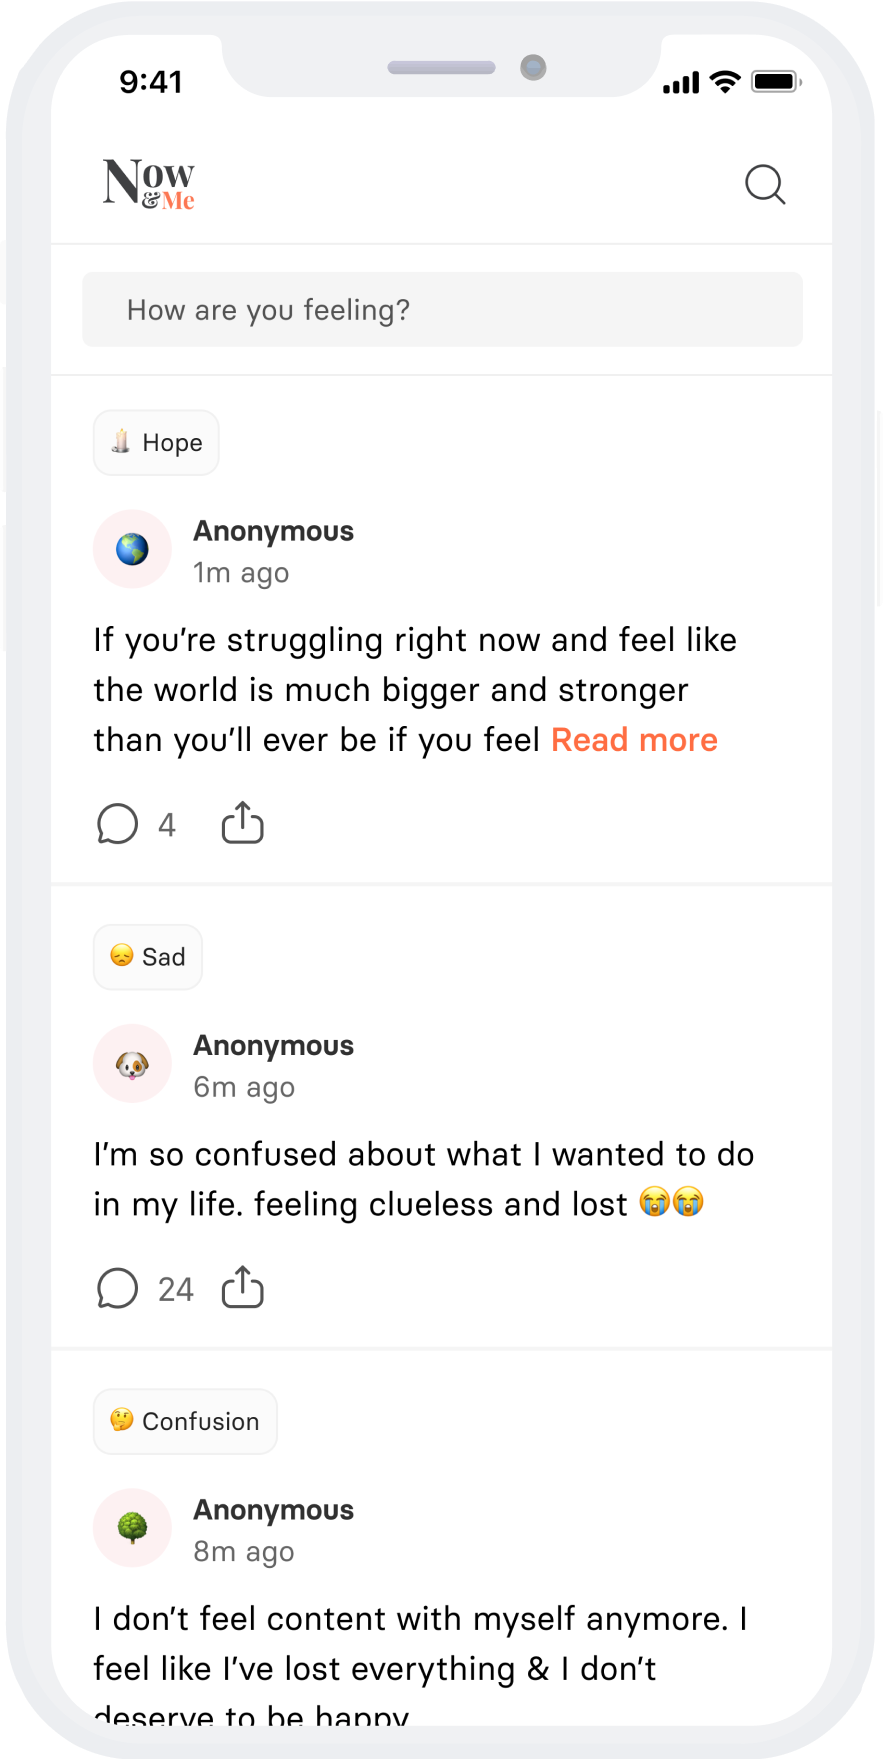 9:41
Now
&Me
How are you feeling?
🕯️ Hope
Anonymous
1m ago
If you’re struggling right now and feel like
the world is much bigger and stronger
than you’ll ever be if you feel Read more
4
😞 Sad
Anonymous
6m ago
I’m so confused about what I wanted to do
in my life. feeling clueless and lost 😭😭
24
🤔 Confusion
Anonymous
8m ago
I don’t feel content with myself anymore. I
feel like I’ve lost everything & I don’t
deserve to be happy